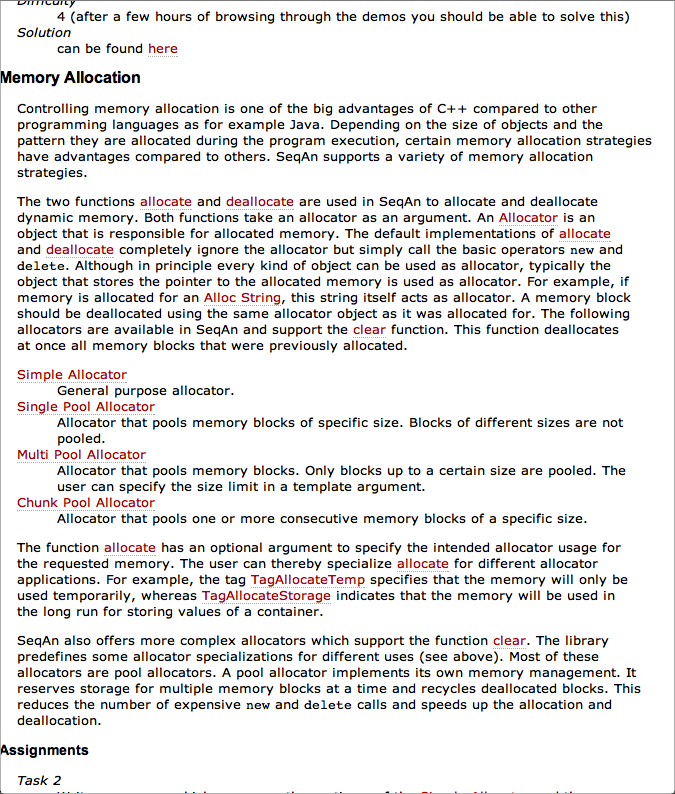 Difficulty
4 (after a few hours of browsing through the demos you should be able to solve this)
Solution
can be found here
Memory Allocation
Controlling memory allocation is one of the big advantages of C++ compared to other
programming languages as for example Java. Depending on the size of objects and the
pattern they are allocated during the program execution, certain memory allocation strategies
have advantages compared to others. SeqAn supports a variety of memory allocation
strategies.
The two functions allocate and deallocate are used in SeqAn to allocate and deallocate
dynamic memory. Both functions take an allocator as an argument. An Allocator is an
object that is responsible for allocated memory. The default implementations of allocate
and deallocate completely ignore the allocator but simply call the basic operators new and
delete. Although in principle every kind of object can be used as allocator, typically the
object that stores the pointer to the allocated memory is used as allocator. For example, if
memory is allocated for an Alloc String, this string itself acts as allocator. A memory block
should be deallocated using the same allocator object as it was allocated for. The following
allocators are available in SeqAn and support the clear function. This function deallocates
at once all memory blocks that were previously allocated.
Simple Allocator
General purpose allocator.
Single Pool Allocator
Allocator that pools memory blocks of specific size. Blocks of different sizes are not
pooled.
Multi Pool Allocator
Allocator that pools memory blocks. Only blocks up to a certain size are pooled. The
user can specify the size limit in a template argument.
Chunk Pool Allocator
Allocator that pools one or more consecutive memory blocks of a specific size.
The function allocate has an optional argument to specify the intended allocator usage for
the requested memory. The user can thereby specialize allocate for different allocator
applications. For example, the tag TagAllocateTemp specifies that the memory will only be
used temporarily, whereas TagAllocateStorage indicates that the memory will be used in
the long run for storing values of a container.
SeqAn also offers more complex allocators which support the function clear. The library
predefines some allocator specializations for different uses (see above). Most of these
allocators are pool allocators. A pool allocator implements its own memory management. It
reserves storage for multiple memory blocks at a time and recycles deallocated blocks. This
reduces the number of expensive new and delete calls and speeds up the allocation and
deallocation.
Assignments
Task 2